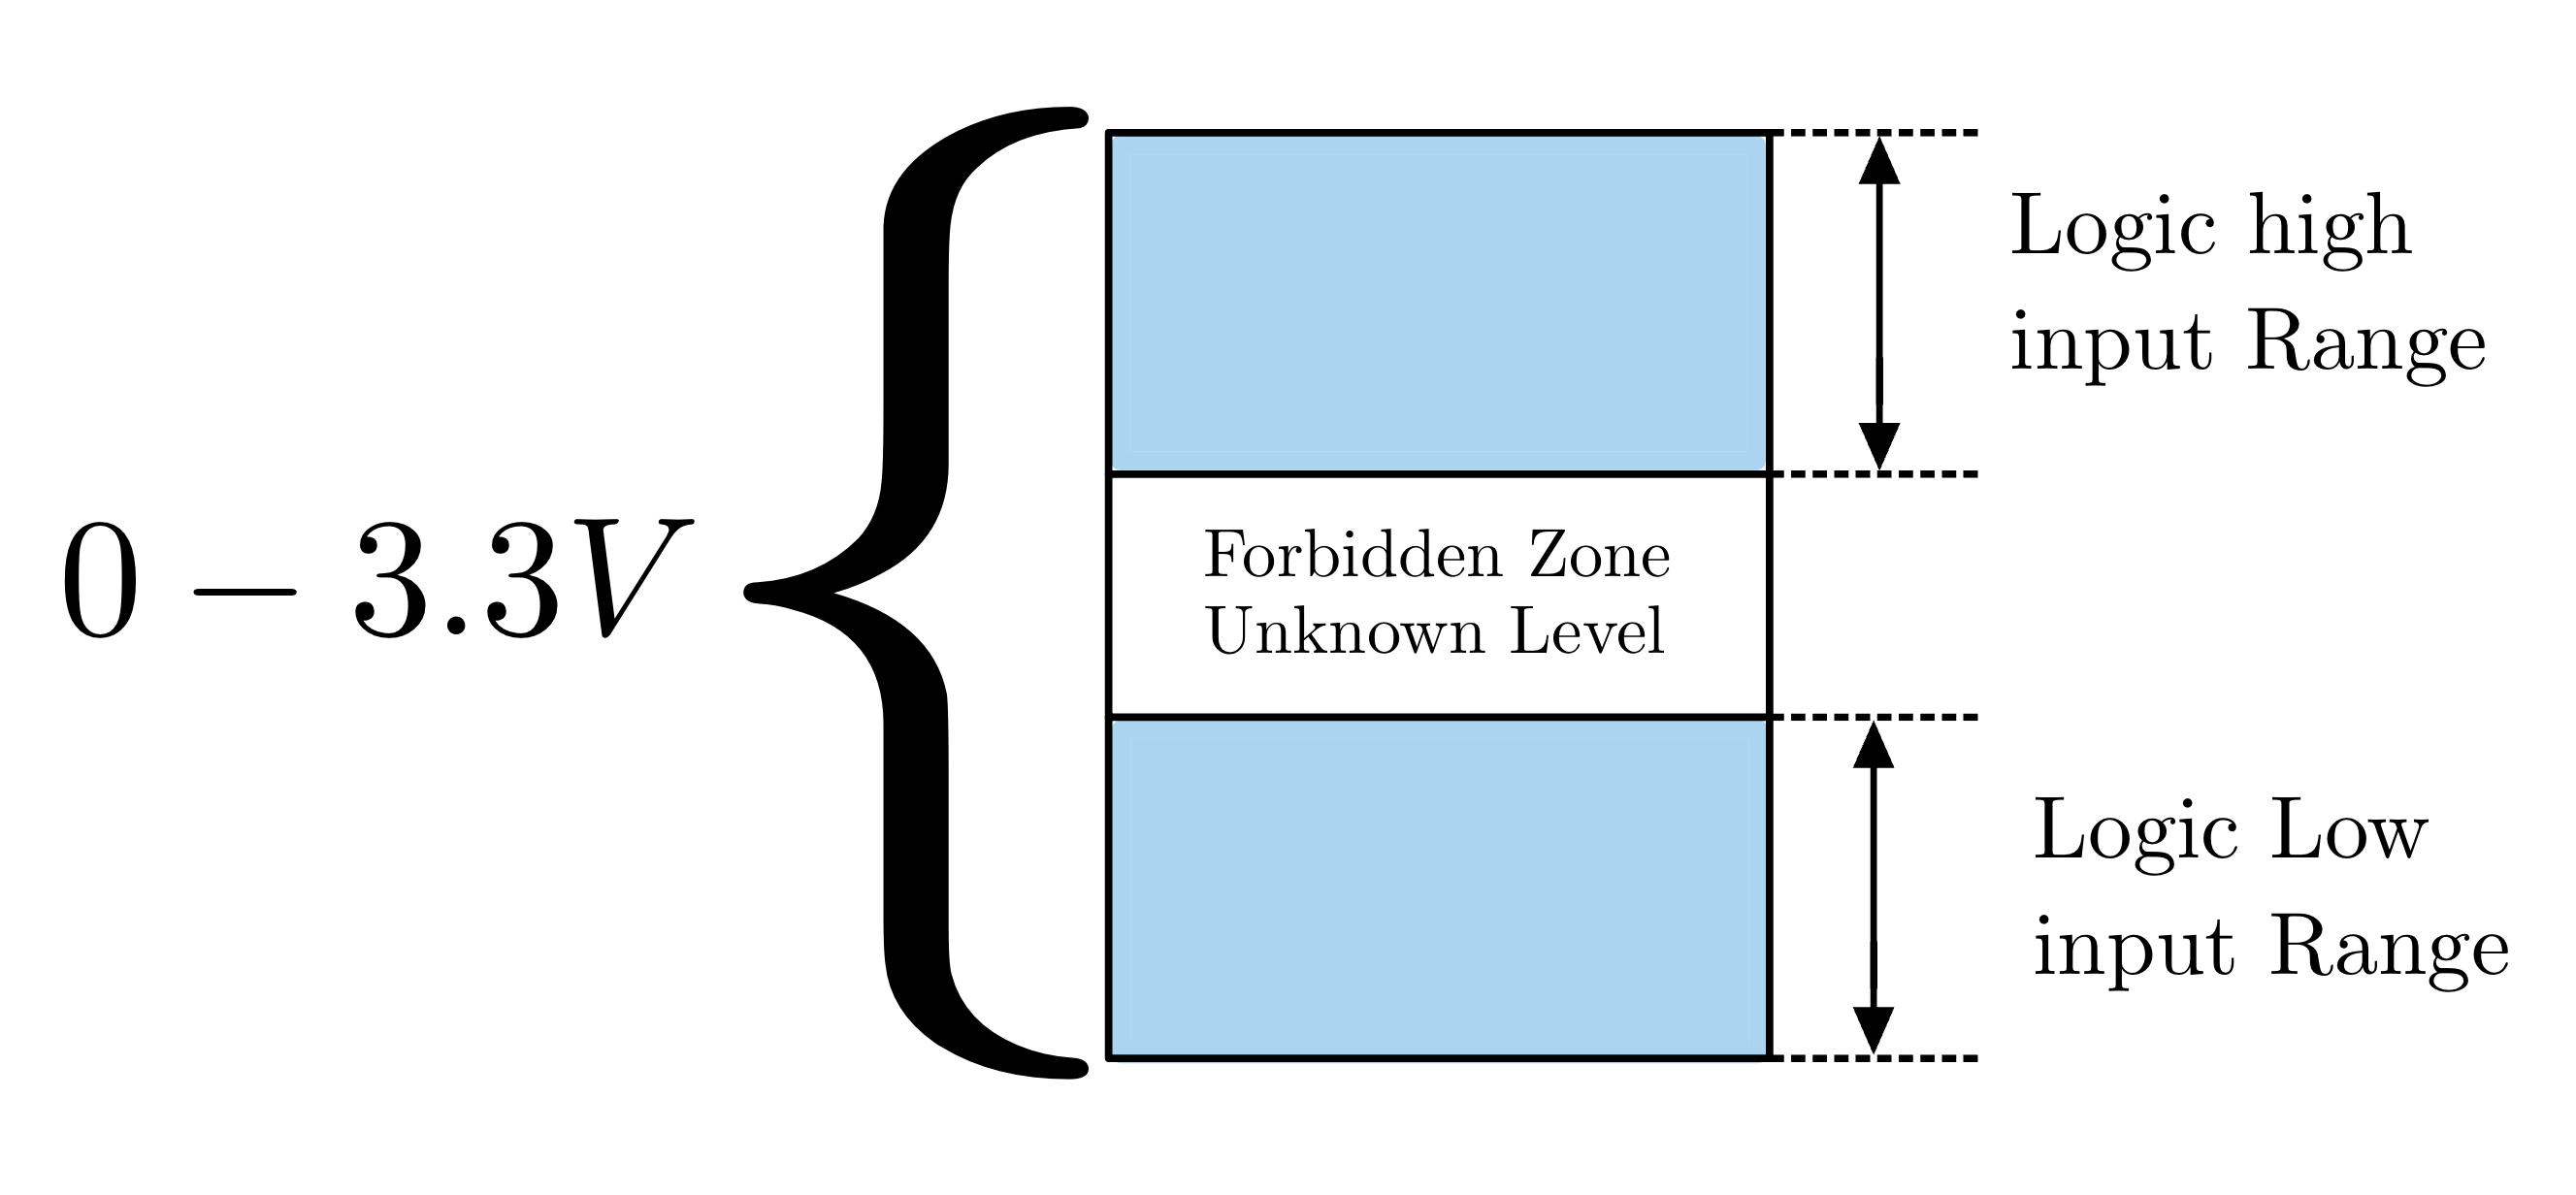 Logic high
input Range
0 − 3.3V
Forbidden Zone
Unknown Level
Logic Low
input Range